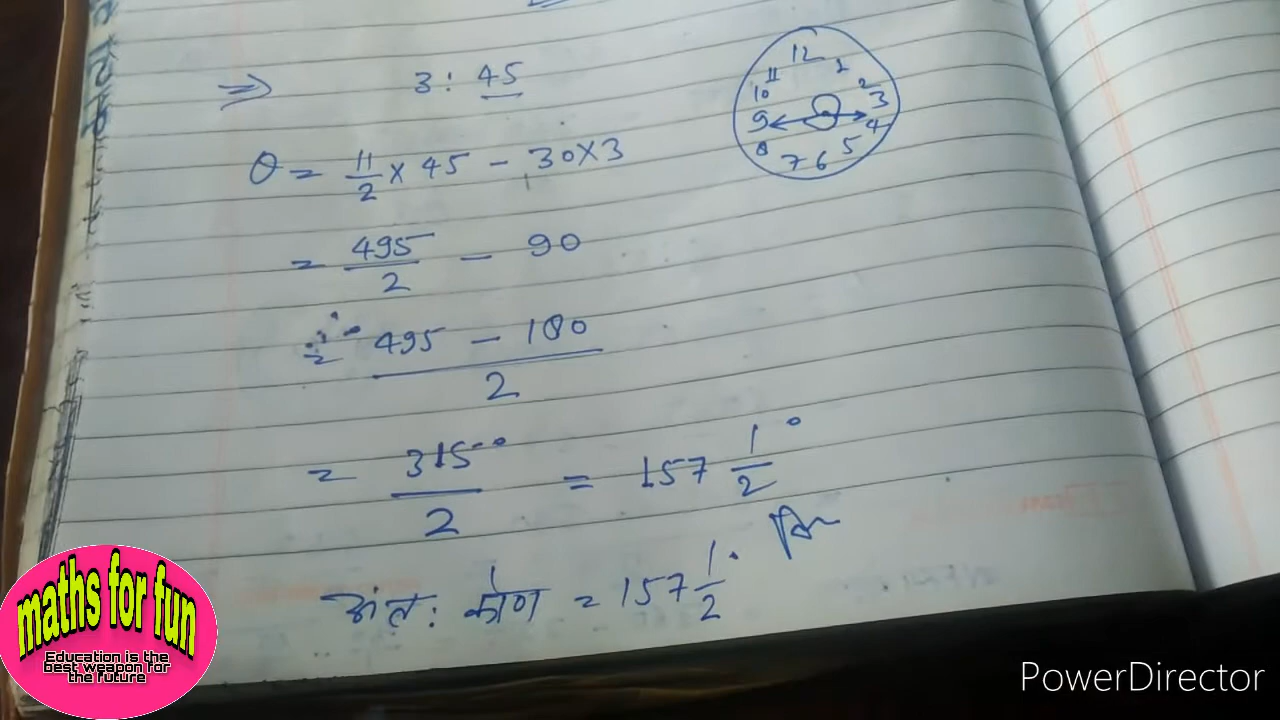 ⇒ 3 : 45
12
11
1
10
2
9
3
8
4
7 6 5
θ = 11/2 × 45 - 30×3
= 495/2 - 90
= (495 - 180)/2
= 315°/2 = 157 1/2°
अंतः कोण = 157 1/2°
maths for fun
Education is the
best weapon for
the future
PowerDirector